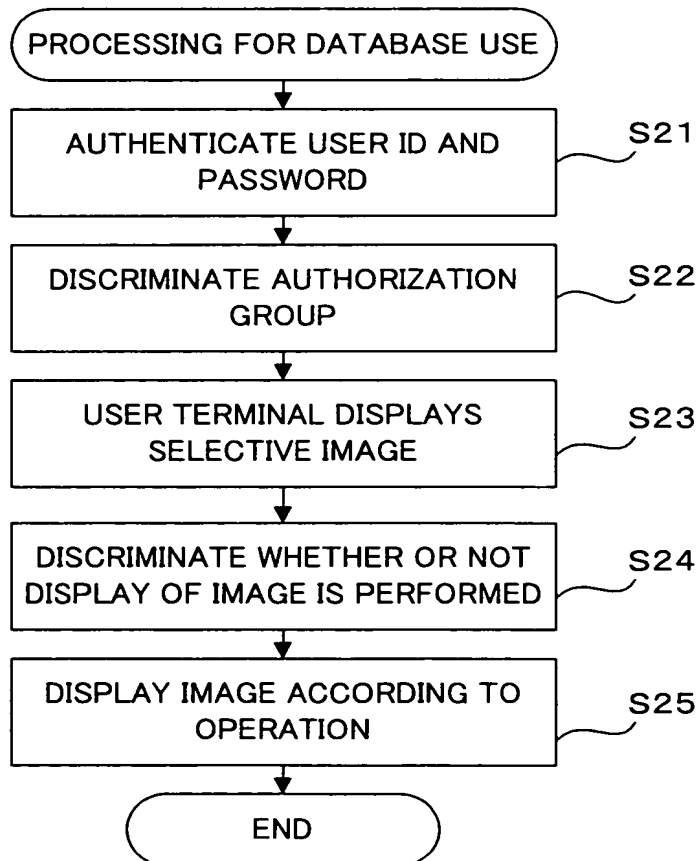 PROCESSING FOR DATABASE USE
AUTHENTICATE USER ID AND
PASSWORD
S21
DISCRIMINATE AUTHORIZATION
GROUP
S22
USER TERMINAL DISPLAYS
SELECTIVE IMAGE
S23
DISCRIMINATE WHETHER OR NOT
DISPLAY OF IMAGE IS PERFORMED
S24
DISPLAY IMAGE ACCORDING TO
OPERATION
S25
END